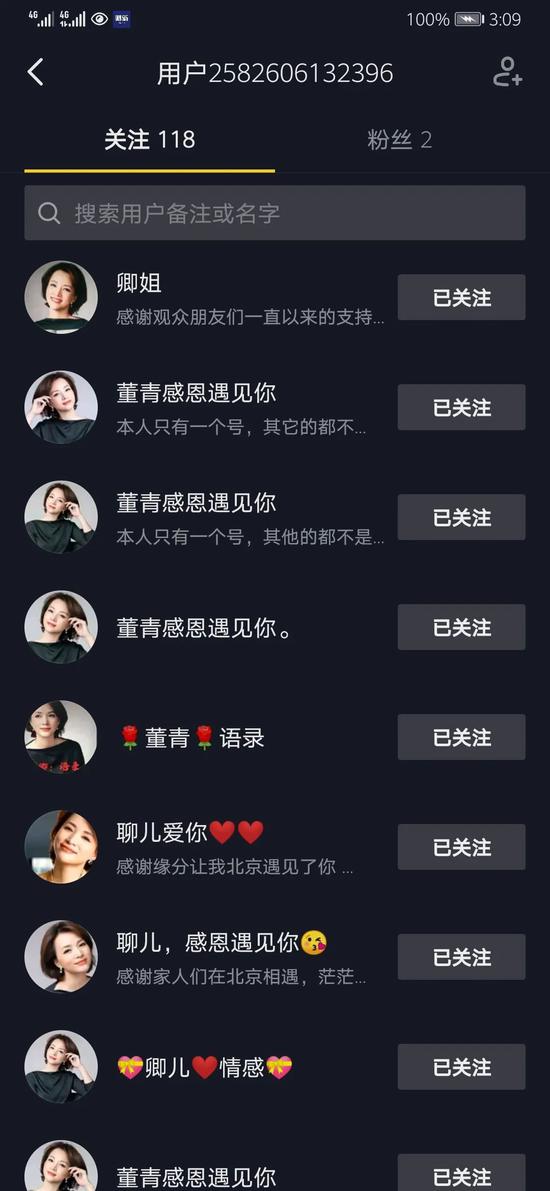 4G 4G 100% 3:09
用户2582606132396
关注 118 粉丝 2
搜索用户备注或名字
卿姐
感谢观众朋友们一直以来的支持...
已关注
董青感恩遇见你
本人只有一个号，其它的都不...
已关注
董青感恩遇见你
本人只有一个号，其他的都不是...
已关注
董青感恩遇见你。
已关注
🌹董青🌹语录
已关注
聊儿爱你❤️❤️
感谢缘分让我北京遇见了你 ...
已关注
聊儿，感恩遇见你😘
感谢家人们在北京相遇，茫茫...
已关注
💝卿儿❤️情感💝
已关注
董青感恩遇见你
已关注